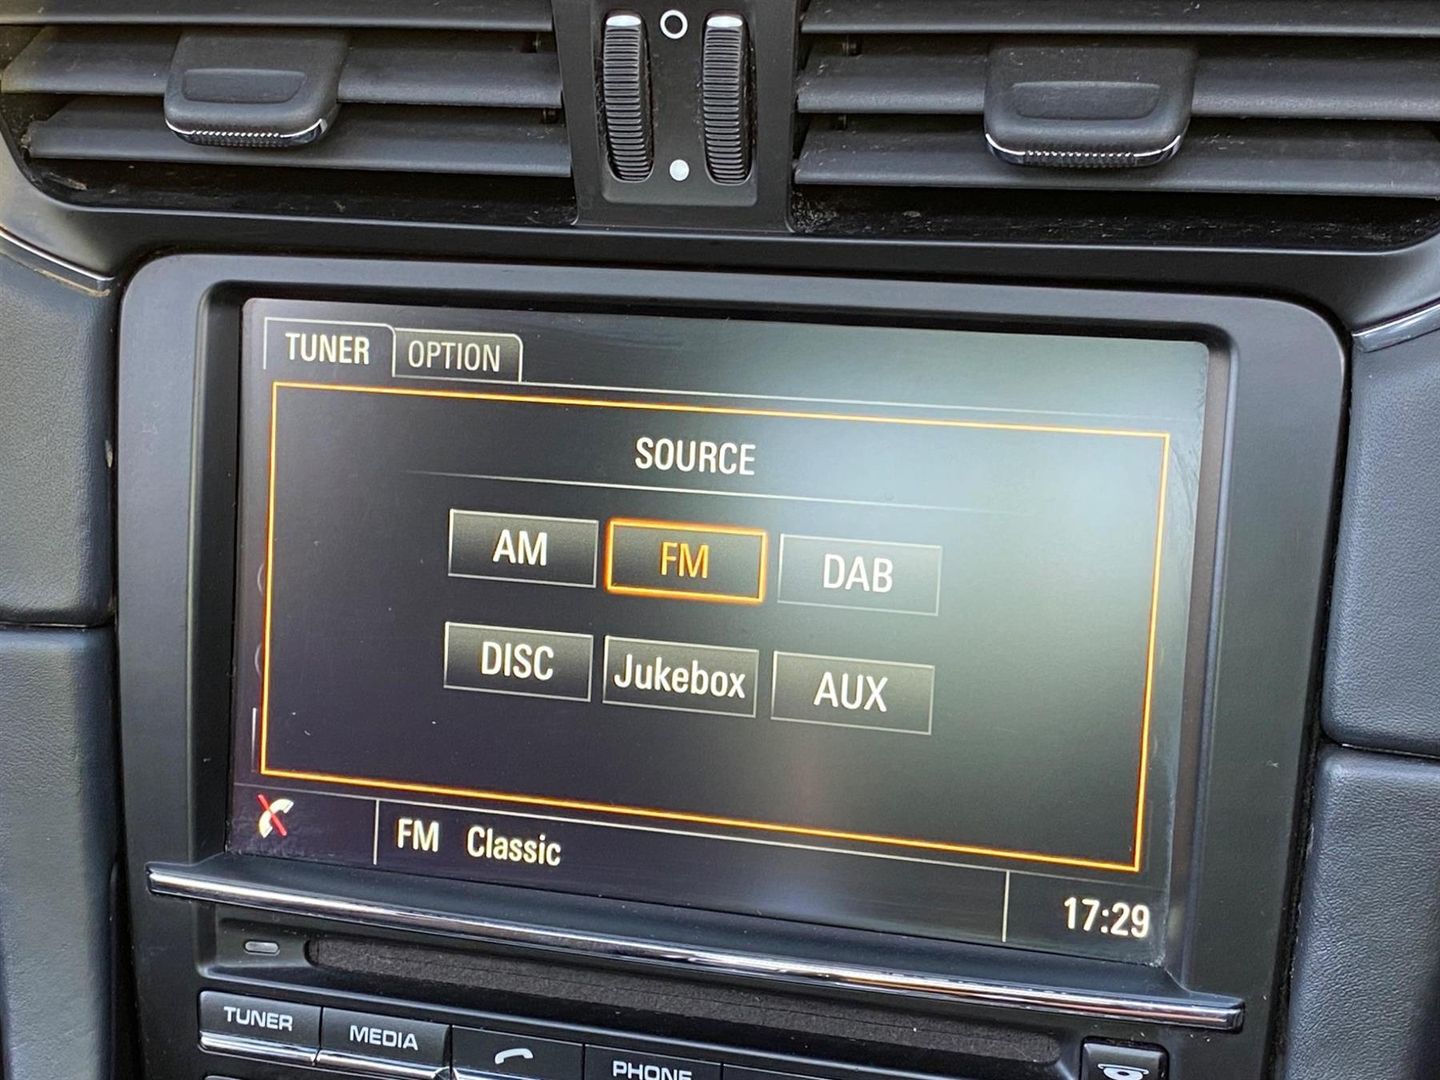 TUNER OPTION
SOURCE
AM FM DAB
DISC Jukebox AUX
FM Classic
17:29
TUNER MEDIA PHONE